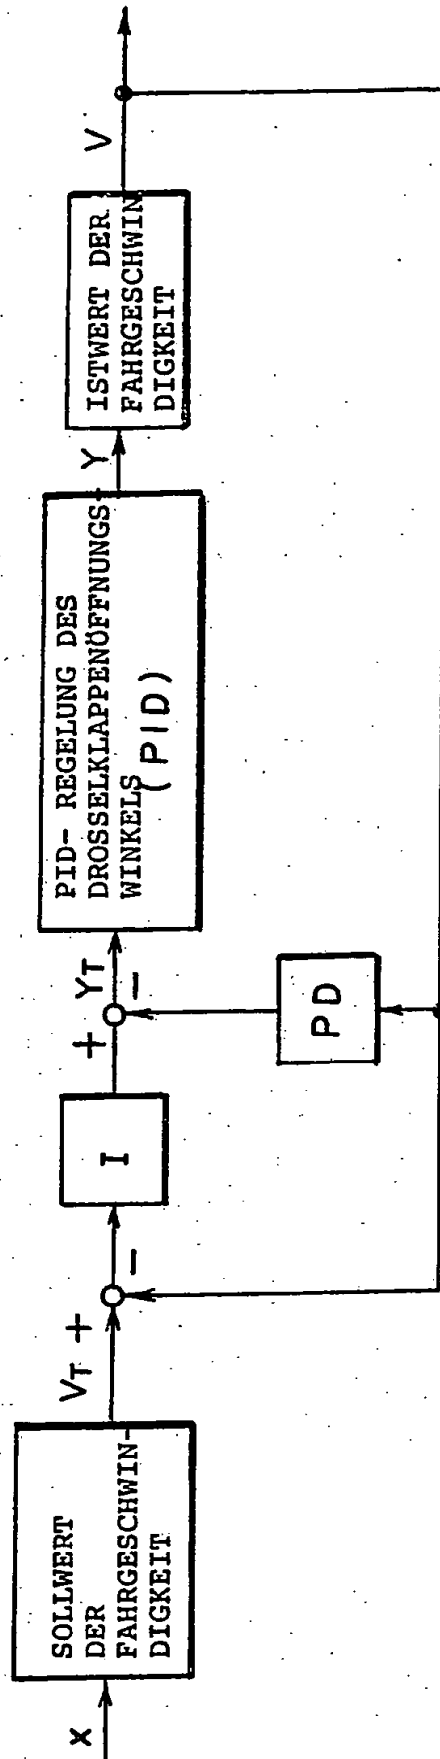 X
SOLLWERT
DER
FAHRGESCHWIN-
DIGKEIT
VT
+
−
I
+
−
YT
PD
PID- REGELUNG DES
DROSSELKLAPPENÖFFNUNGS-
WINKELS
(PID)
Y
ISTWERT DER
FAHRGESCHWIN
DIGKEIT
V